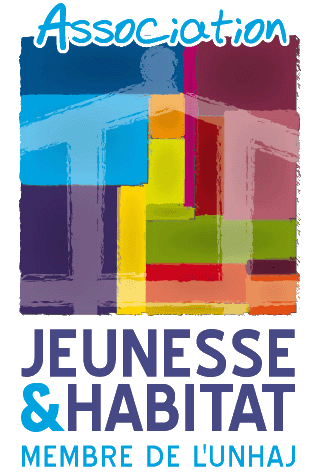 Association
JEUNESSE
&HABITAT
MEMBRE DE L'UNHAJ